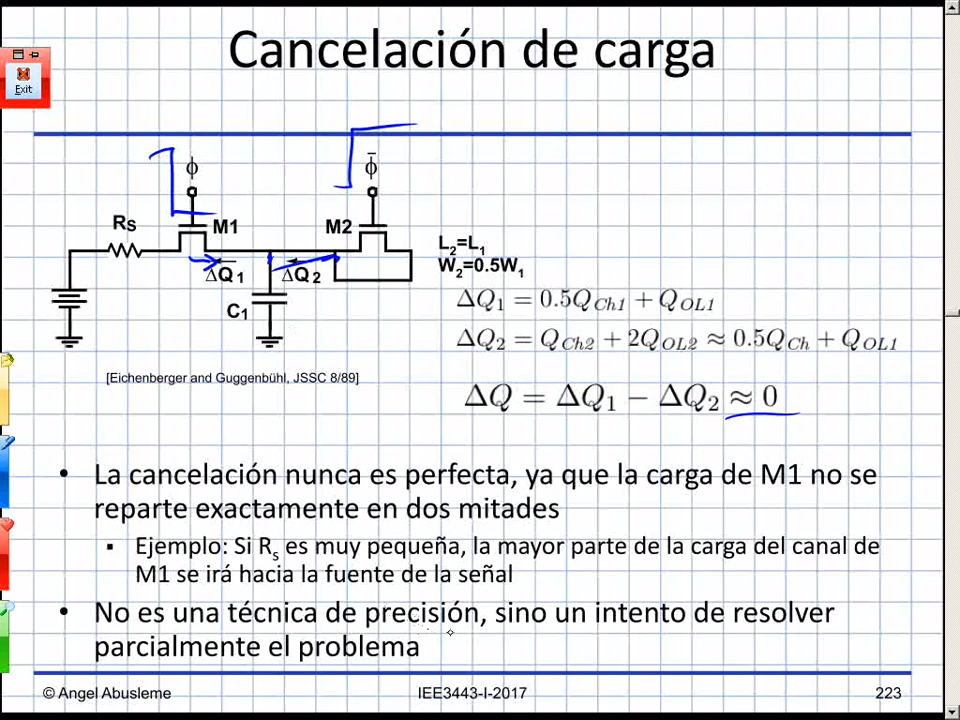 Cancelación de carga
Exit
ϕ
ϕ̄
RS
M1
M2
ΔQ1
ΔQ2
C1
L2=L1
W2=0.5W1
ΔQ1 = 0.5QCh1 + QOL1
ΔQ2 = QCh2 + 2QOL2 ≈ 0.5QCh + QOL1
ΔQ = ΔQ1 − ΔQ2 ≈ 0
[Eichenberger and Guggenbühl, JSSC 8/89]
• La cancelación nunca es perfecta, ya que la carga de M1 no se
reparte exactamente en dos mitades
▪ Ejemplo: Si Rs es muy pequeña, la mayor parte de la carga del canal de
M1 se irá hacia la fuente de la señal
• No es una técnica de precisión, sino un intento de resolver
parcialmente el problema
© Angel Abusleme
IEE3443-I-2017
223